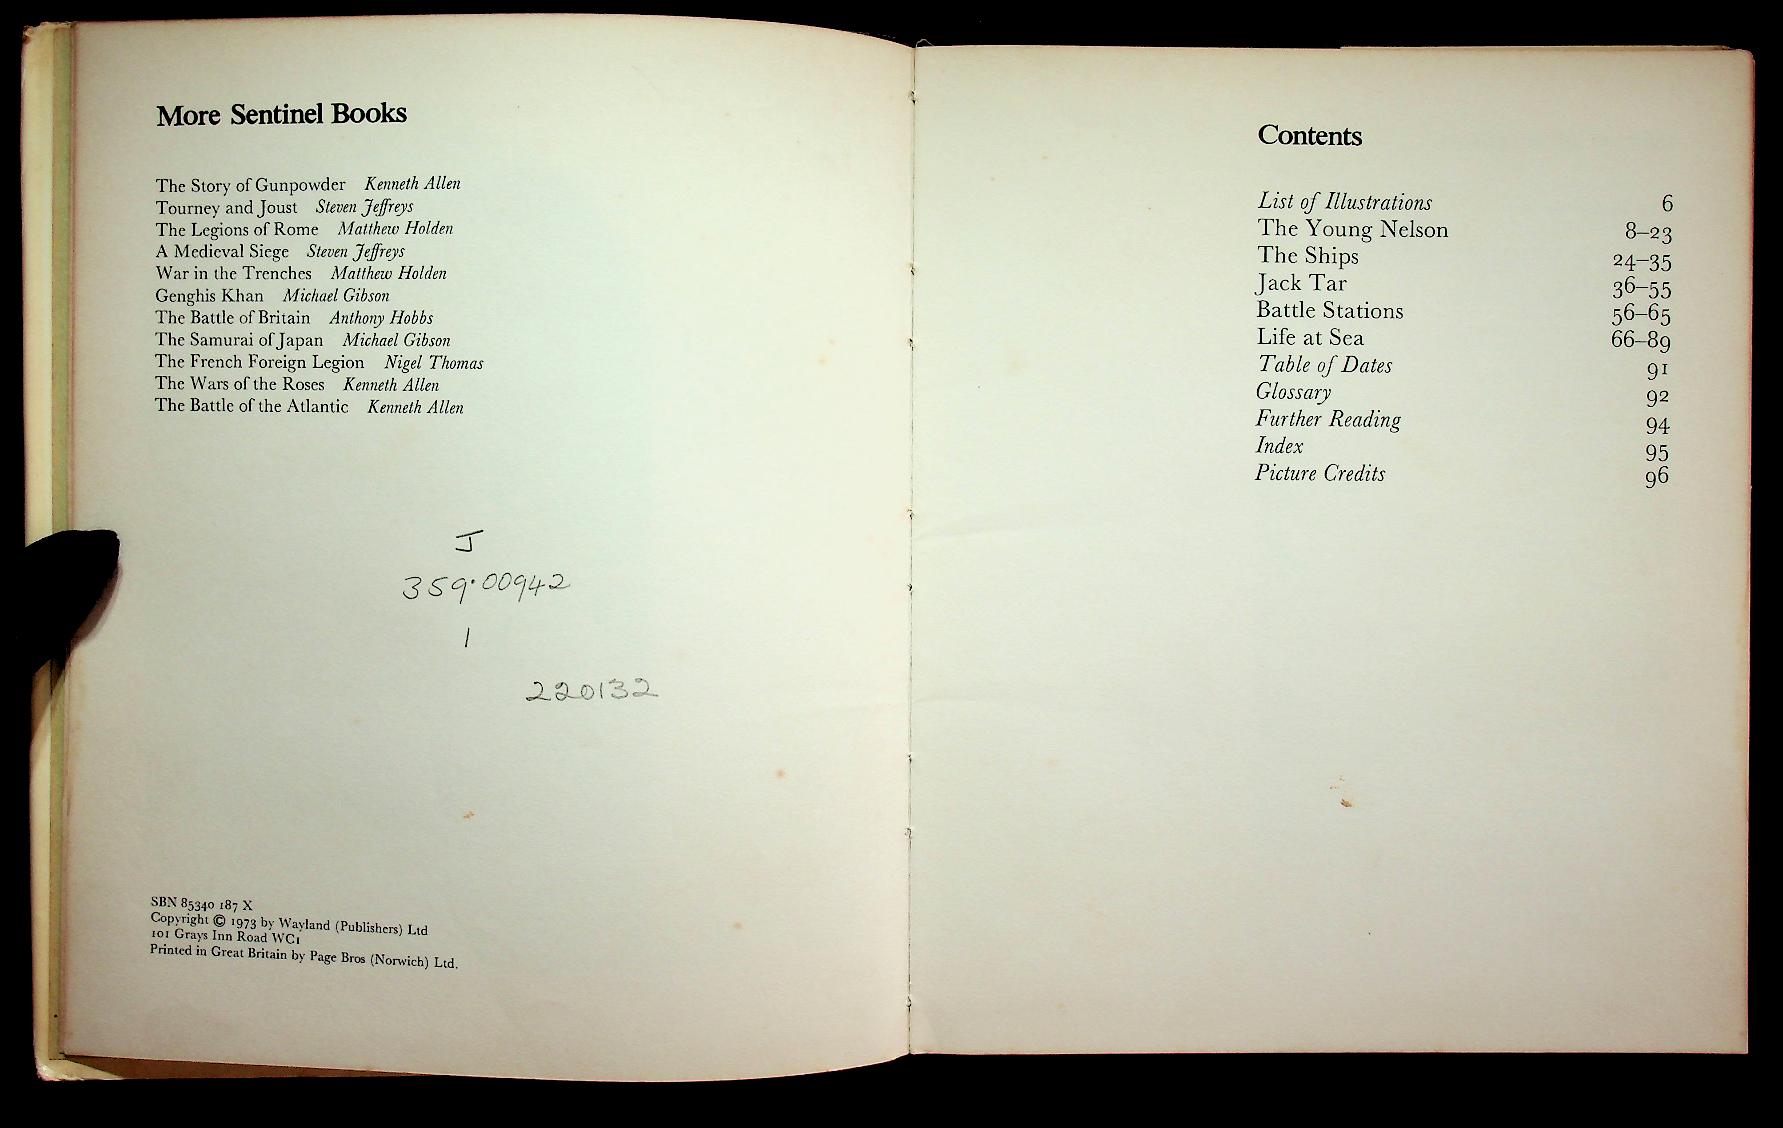 More Sentinel Books
The Story of Gunpowder Kenneth Allen
Tourney and Joust Steven Jeffreys
The Legions of Rome Matthew Holden
A Medieval Siege Steven Jeffreys
War in the Trenches Matthew Holden
Genghis Khan Michael Gibson
The Battle of Britain Anthony Hobbs
The Samurai of Japan Michael Gibson
The French Foreign Legion Nigel Thomas
The Wars of the Roses Kenneth Allen
The Battle of the Atlantic Kenneth Allen
J
359.00942
1
220132
SBN 85340 187 X
Copyright © 1973 by Wayland (Publishers) Ltd
101 Grays Inn Road WC1
Printed in Great Britain by Page Bros (Norwich) Ltd.
Contents
List of Illustrations 6
The Young Nelson 8–23
The Ships 24–35
Jack Tar 36–55
Battle Stations 56–65
Life at Sea 66–89
Table of Dates 91
Glossary 92
Further Reading 94
Index 95
Picture Credits 96